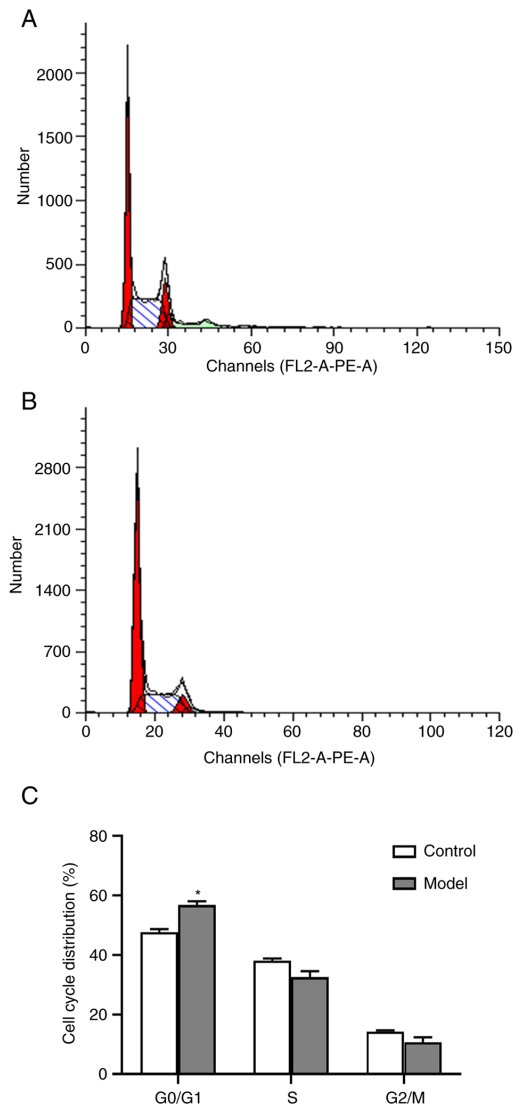 A
Number
2000
1500
1000
500
0
0 30 60 90 120 150
Channels (FL2-A-PE-A)
B
Number
2800
2100
1400
700
0
0 20 40 60 80 100 120
Channels (FL2-A-PE-A)
C
Cell cycle distribution (%)
80
60
40
20
0
Control
Model
*
G0/G1 S G2/M